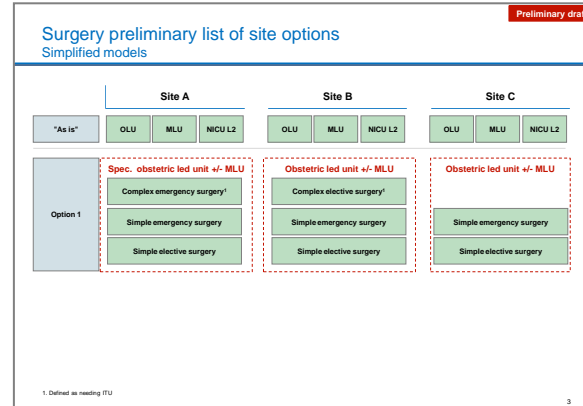 Preliminary draf
Surgery preliminary list of site options
Simplified models
Site A Site B Site C
"As is" OLU MLU NICU L2 OLU MLU NICU L2 OLU MLU NICU L2
Spec. obstetric led unit +/- MLU Obstetric led unit +/- MLU Obstetric led unit +/- MLU
Complex emergency surgery¹ Complex elective surgery¹
Option 1 Simple emergency surgery Simple emergency surgery Simple emergency surgery
Simple elective surgery Simple elective surgery Simple elective surgery
1. Defined as needing ITU
3